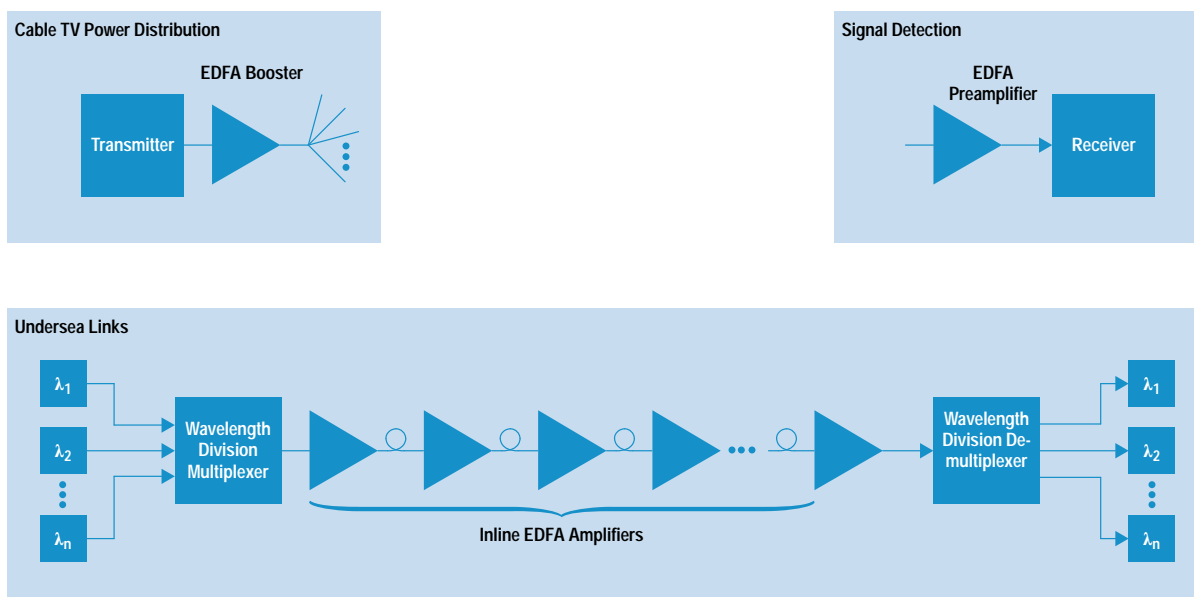 Cable TV Power Distribution
EDFA Booster
Transmitter
Signal Detection
EDFA
Preamplifier
Receiver
Undersea Links
λ1
λ2
λn
Wavelength
Division
Multiplexer
Inline EDFA Amplifiers
Wavelength
Division De-
multiplexer
λ1
λ2
λn